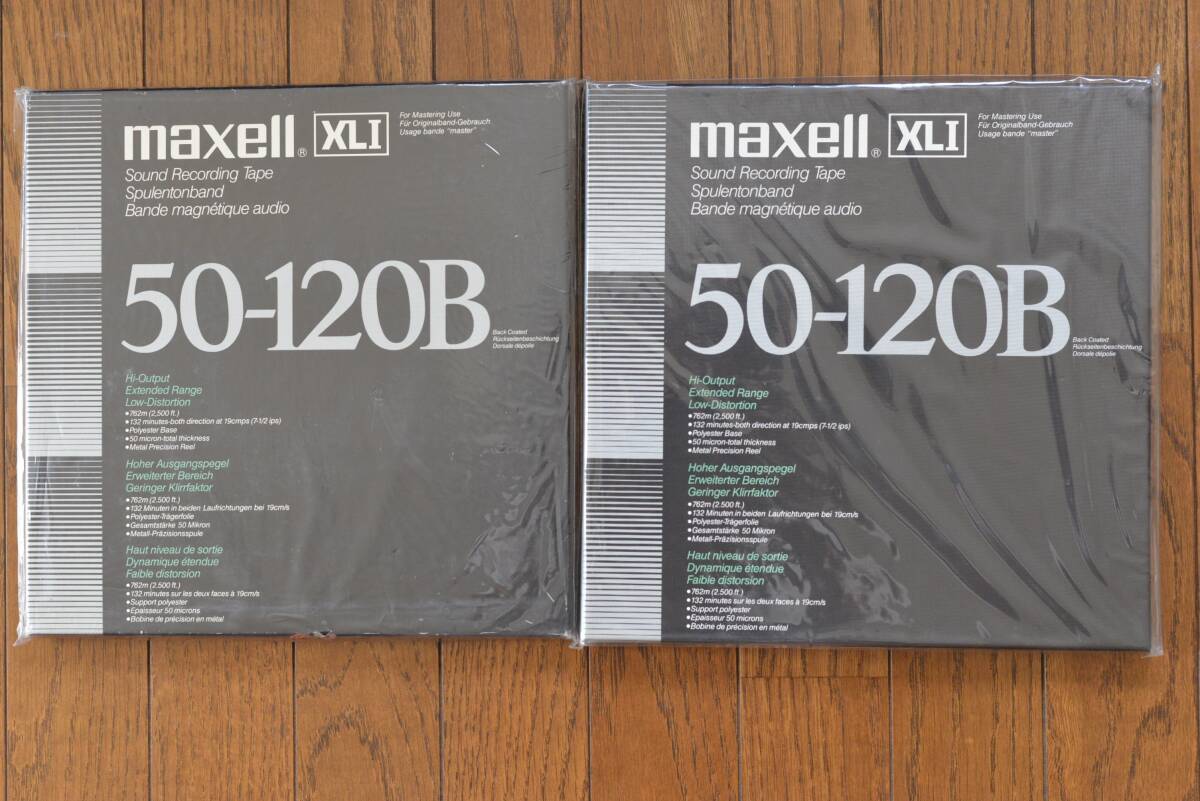 maxell® XLI
For Mastering Use
Für Originalband-Gebrauch
Usage bande "master"
Sound Recording Tape
Spulentonband
Bande magnétique audio
50-120B
Back Coated
Rückseitenbeschichtung
Dorsale dépolie
Hi-Output
Extended Range
Low-Distortion
•762m (2,500 ft.)
•132 minutes-both direction at 19cmps (7-1/2 ips)
•Polyester Base
•50 micron-total thickness
•Metal Precision Reel
Hoher Ausgangspegel
Erweiterter Bereich
Geringer Klirrfaktor
•762m (2.500 ft.)
•132 Minuten in beiden Laufrichtungen bei 19cm/s
•Polyester-Trägerfolie
•Gesamtstärke 50 Mikron
•Metall-Präzisionsspule
Haut niveau de sortie
Dynamique étendue
Faible distorsion
•762m (2.500 ft.)
•132 minutes sur les deux faces à 19cm/s
•Support polyester
•Epaisseur 50 microns
•Bobine de précision en métal
maxell® XLI
For Mastering Use
Für Originalband-Gebrauch
Usage bande "master"
Sound Recording Tape
Spulentonband
Bande magnétique audio
50-120B
Back Coated
Rückseitenbeschichtung
Dorsale dépolie
Hi-Output
Extended Range
Low-Distortion
•762m (2,500 ft.)
•132 minutes-both direction at 19cmps (7-1/2 ips)
•Polyester Base
•50 micron-total thickness
•Metal Precision Reel
Hoher Ausgangspegel
Erweiterter Bereich
Geringer Klirrfaktor
•762m (2.500 ft.)
•132 Minuten in beiden Laufrichtungen bei 19cm/s
•Polyester-Trägerfolie
•Gesamtstärke 50 Mikron
•Metall-Präzisionsspule
Haut niveau de sortie
Dynamique étendue
Faible distorsion
•762m (2.500 ft.)
•132 minutes sur les deux faces à 19cm/s
•Support polyester
•Epaisseur 50 microns
•Bobine de précision en métal